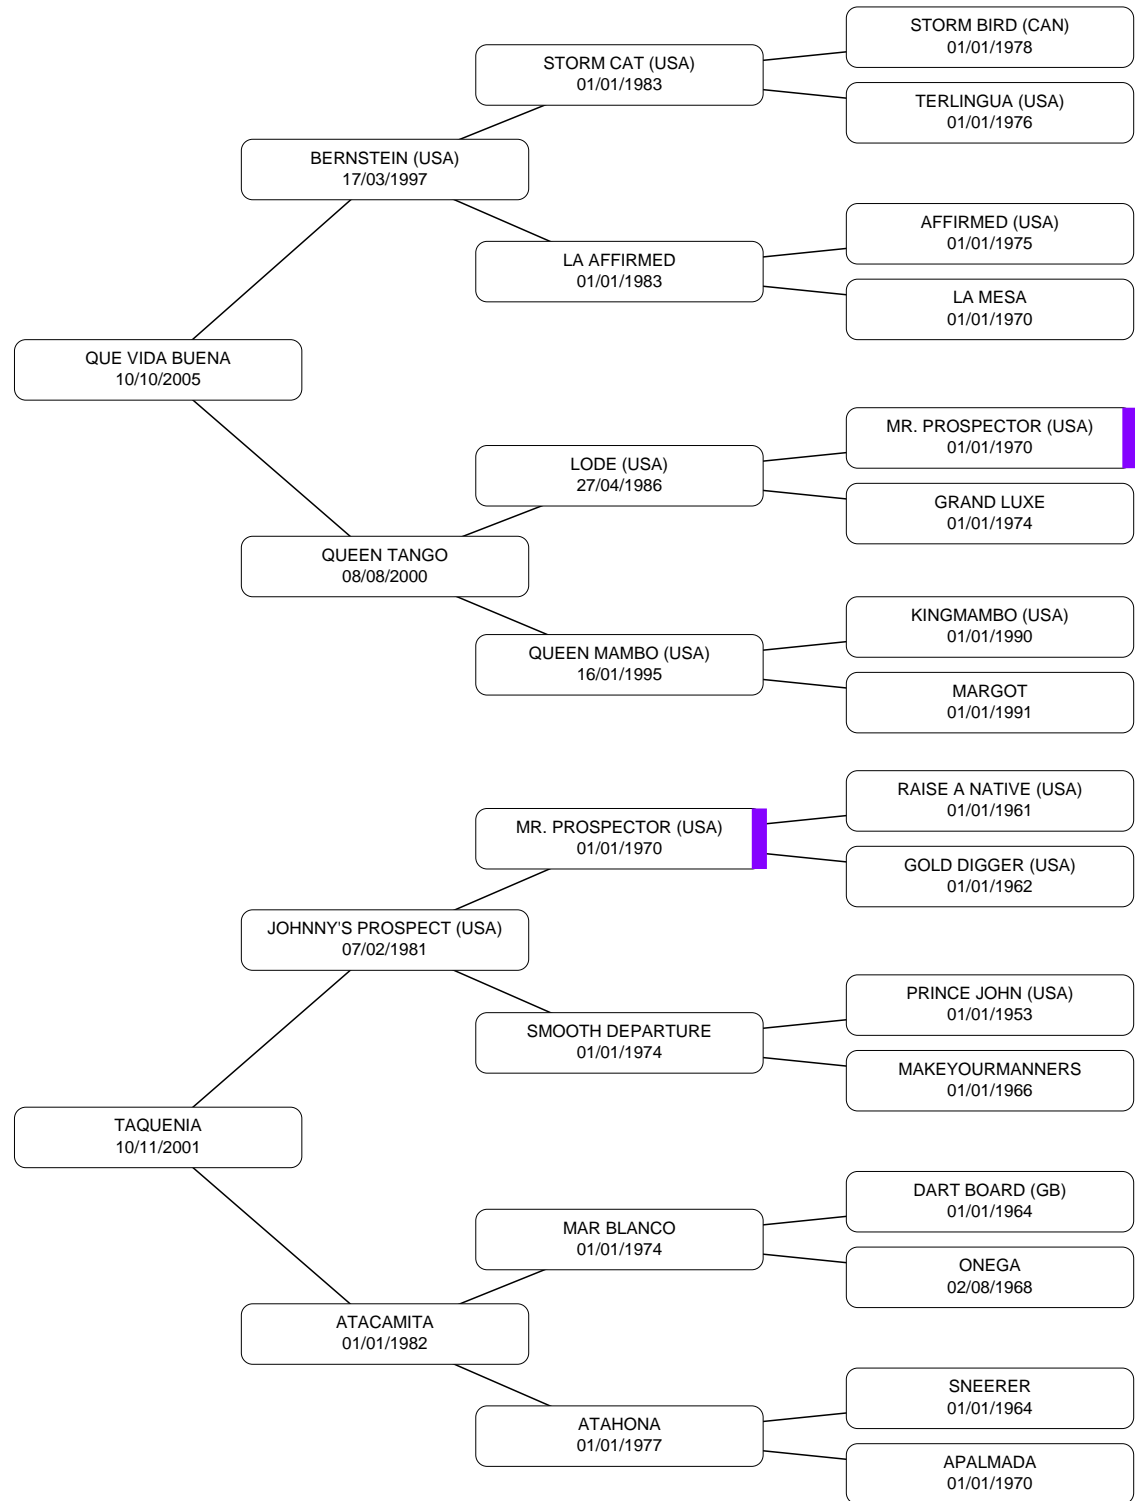 STORM BIRD (CAN)
01/01/1978
STORM CAT (USA)
01/01/1983
TERLINGUA (USA)
01/01/1976
BERNSTEIN (USA)
17/03/1997
AFFIRMED (USA)
01/01/1975
LA AFFIRMED
01/01/1983
LA MESA
01/01/1970
QUE VIDA BUENA
10/10/2005
MR. PROSPECTOR (USA)
01/01/1970
LODE (USA)
27/04/1986
GRAND LUXE
01/01/1974
QUEEN TANGO
08/08/2000
KINGMAMBO (USA)
01/01/1990
QUEEN MAMBO (USA)
16/01/1995
MARGOT
01/01/1991
RAISE A NATIVE (USA)
01/01/1961
MR. PROSPECTOR (USA)
01/01/1970
GOLD DIGGER (USA)
01/01/1962
JOHNNY'S PROSPECT (USA)
07/02/1981
PRINCE JOHN (USA)
01/01/1953
SMOOTH DEPARTURE
01/01/1974
MAKEYOURMANNERS
01/01/1966
TAQUENIA
10/11/2001
DART BOARD (GB)
01/01/1964
MAR BLANCO
01/01/1974
ONEGA
02/08/1968
ATACAMITA
01/01/1982
SNEERER
01/01/1964
ATAHONA
01/01/1977
APALMADA
01/01/1970